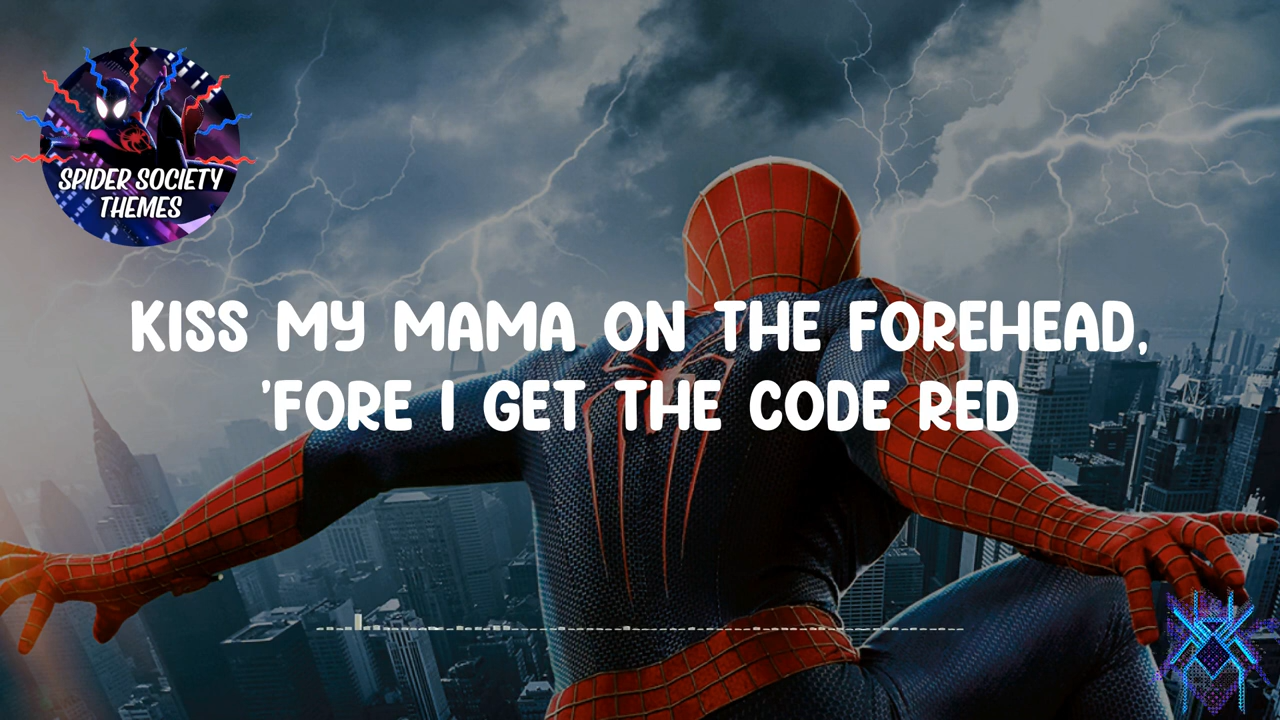 SPIDER SOCIETY
THEMES
KISS MY MAMA ON THE FOREHEAD,
'FORE I GET THE CODE RED